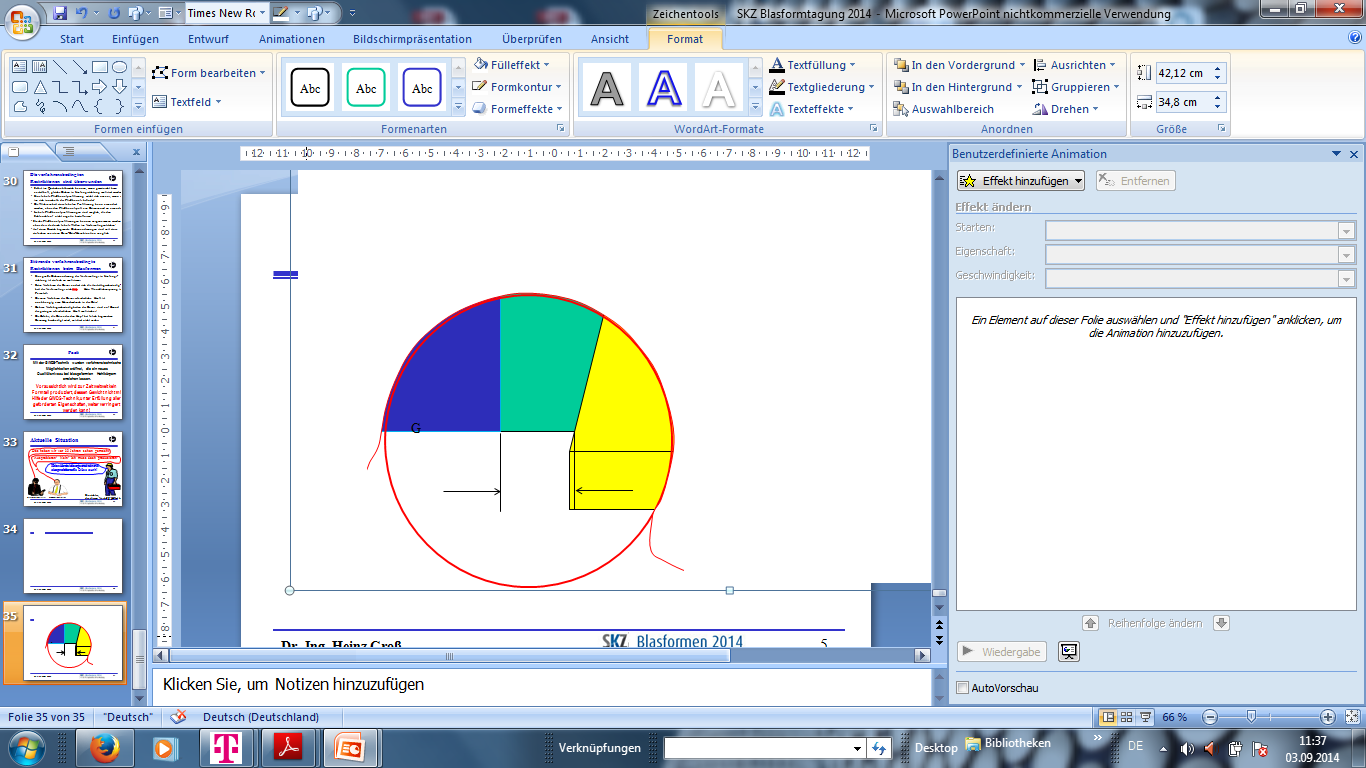 Times New Ro
Zeichentools
SKZ Blasformtagung 2014 - Microsoft PowerPoint nichtkommerzielle Verwendung
Start Einfügen Entwurf Animationen Bildschirmpräsentation Überprüfen Ansicht Format
Form bearbeiten
Textfeld
Formen einfügen
Abc Abc Abc
Fülleffekt
Formkontur
Formeffekte
Formenarten
A A A
Textfüllung
Textgliederung
Texteffekte
WordArt-Formate
In den Vordergrund
In den Hintergrund
Auswahlbereich
Ausrichten
Gruppieren
Drehen
Anordnen
42,12 cm
34,8 cm
Größe
30
31
32
Fazit
33
Aktuelle Situation
34
35
G
Dr. Ing. Heinz Groß
SKZ Blasformen 2014
5
Klicken Sie, um Notizen hinzuzufügen
Benutzerdefinierte Animation
Effekt hinzufügen
Entfernen
Effekt ändern
Starten:
Eigenschaft:
Geschwindigkeit:
Ein Element auf dieser Folie auswählen und "Effekt hinzufügen" anklicken, um
die Animation hinzuzufügen.
Reihenfolge ändern
Wiedergabe
AutoVorschau
Folie 35 von 35
"Deutsch"
Deutsch (Deutschland)
66 %
Verknüpfungen
Desktop
Bibliotheken
DE
11:37
03.09.2014